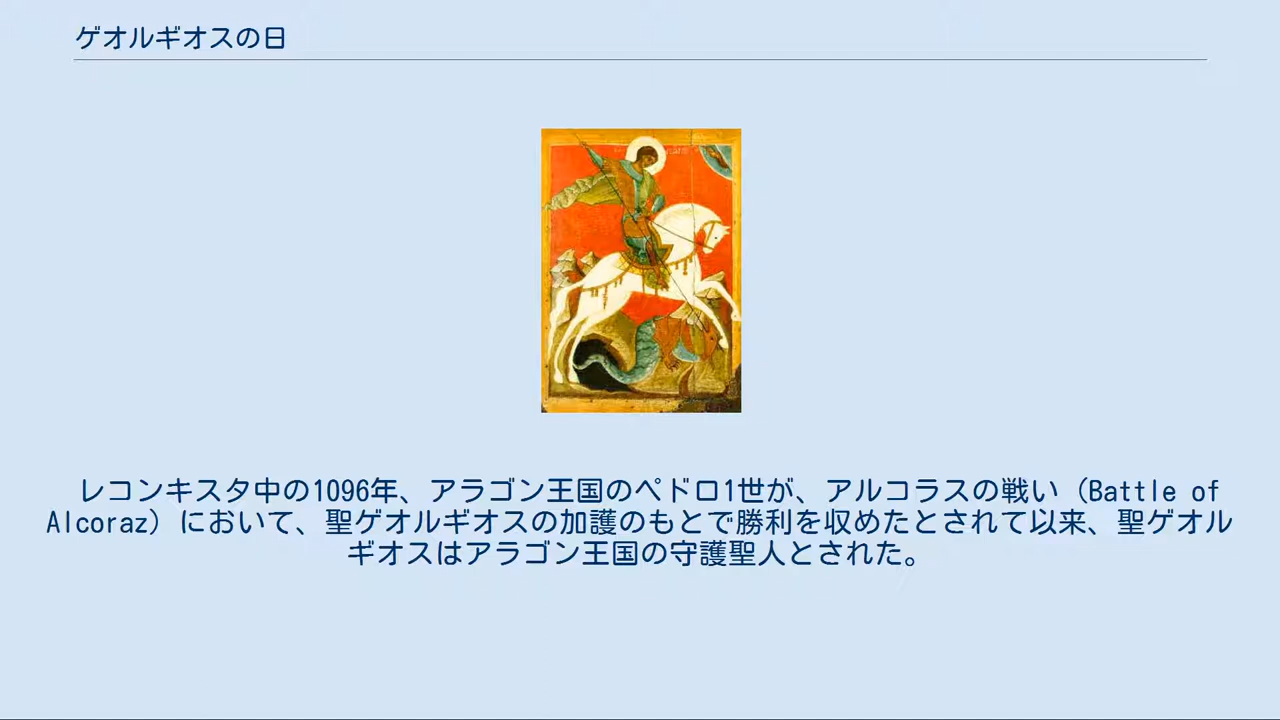 ゲオルギオスの日
レコンキスタ中の1096年、アラゴン王国のペドロ1世が、アルコラスの戦い（Battle of
Alcoraz）において、聖ゲオルギオスの加護のもとで勝利を収めたとされて以来、聖ゲオル
ギオスはアラゴン王国の守護聖人とされた。